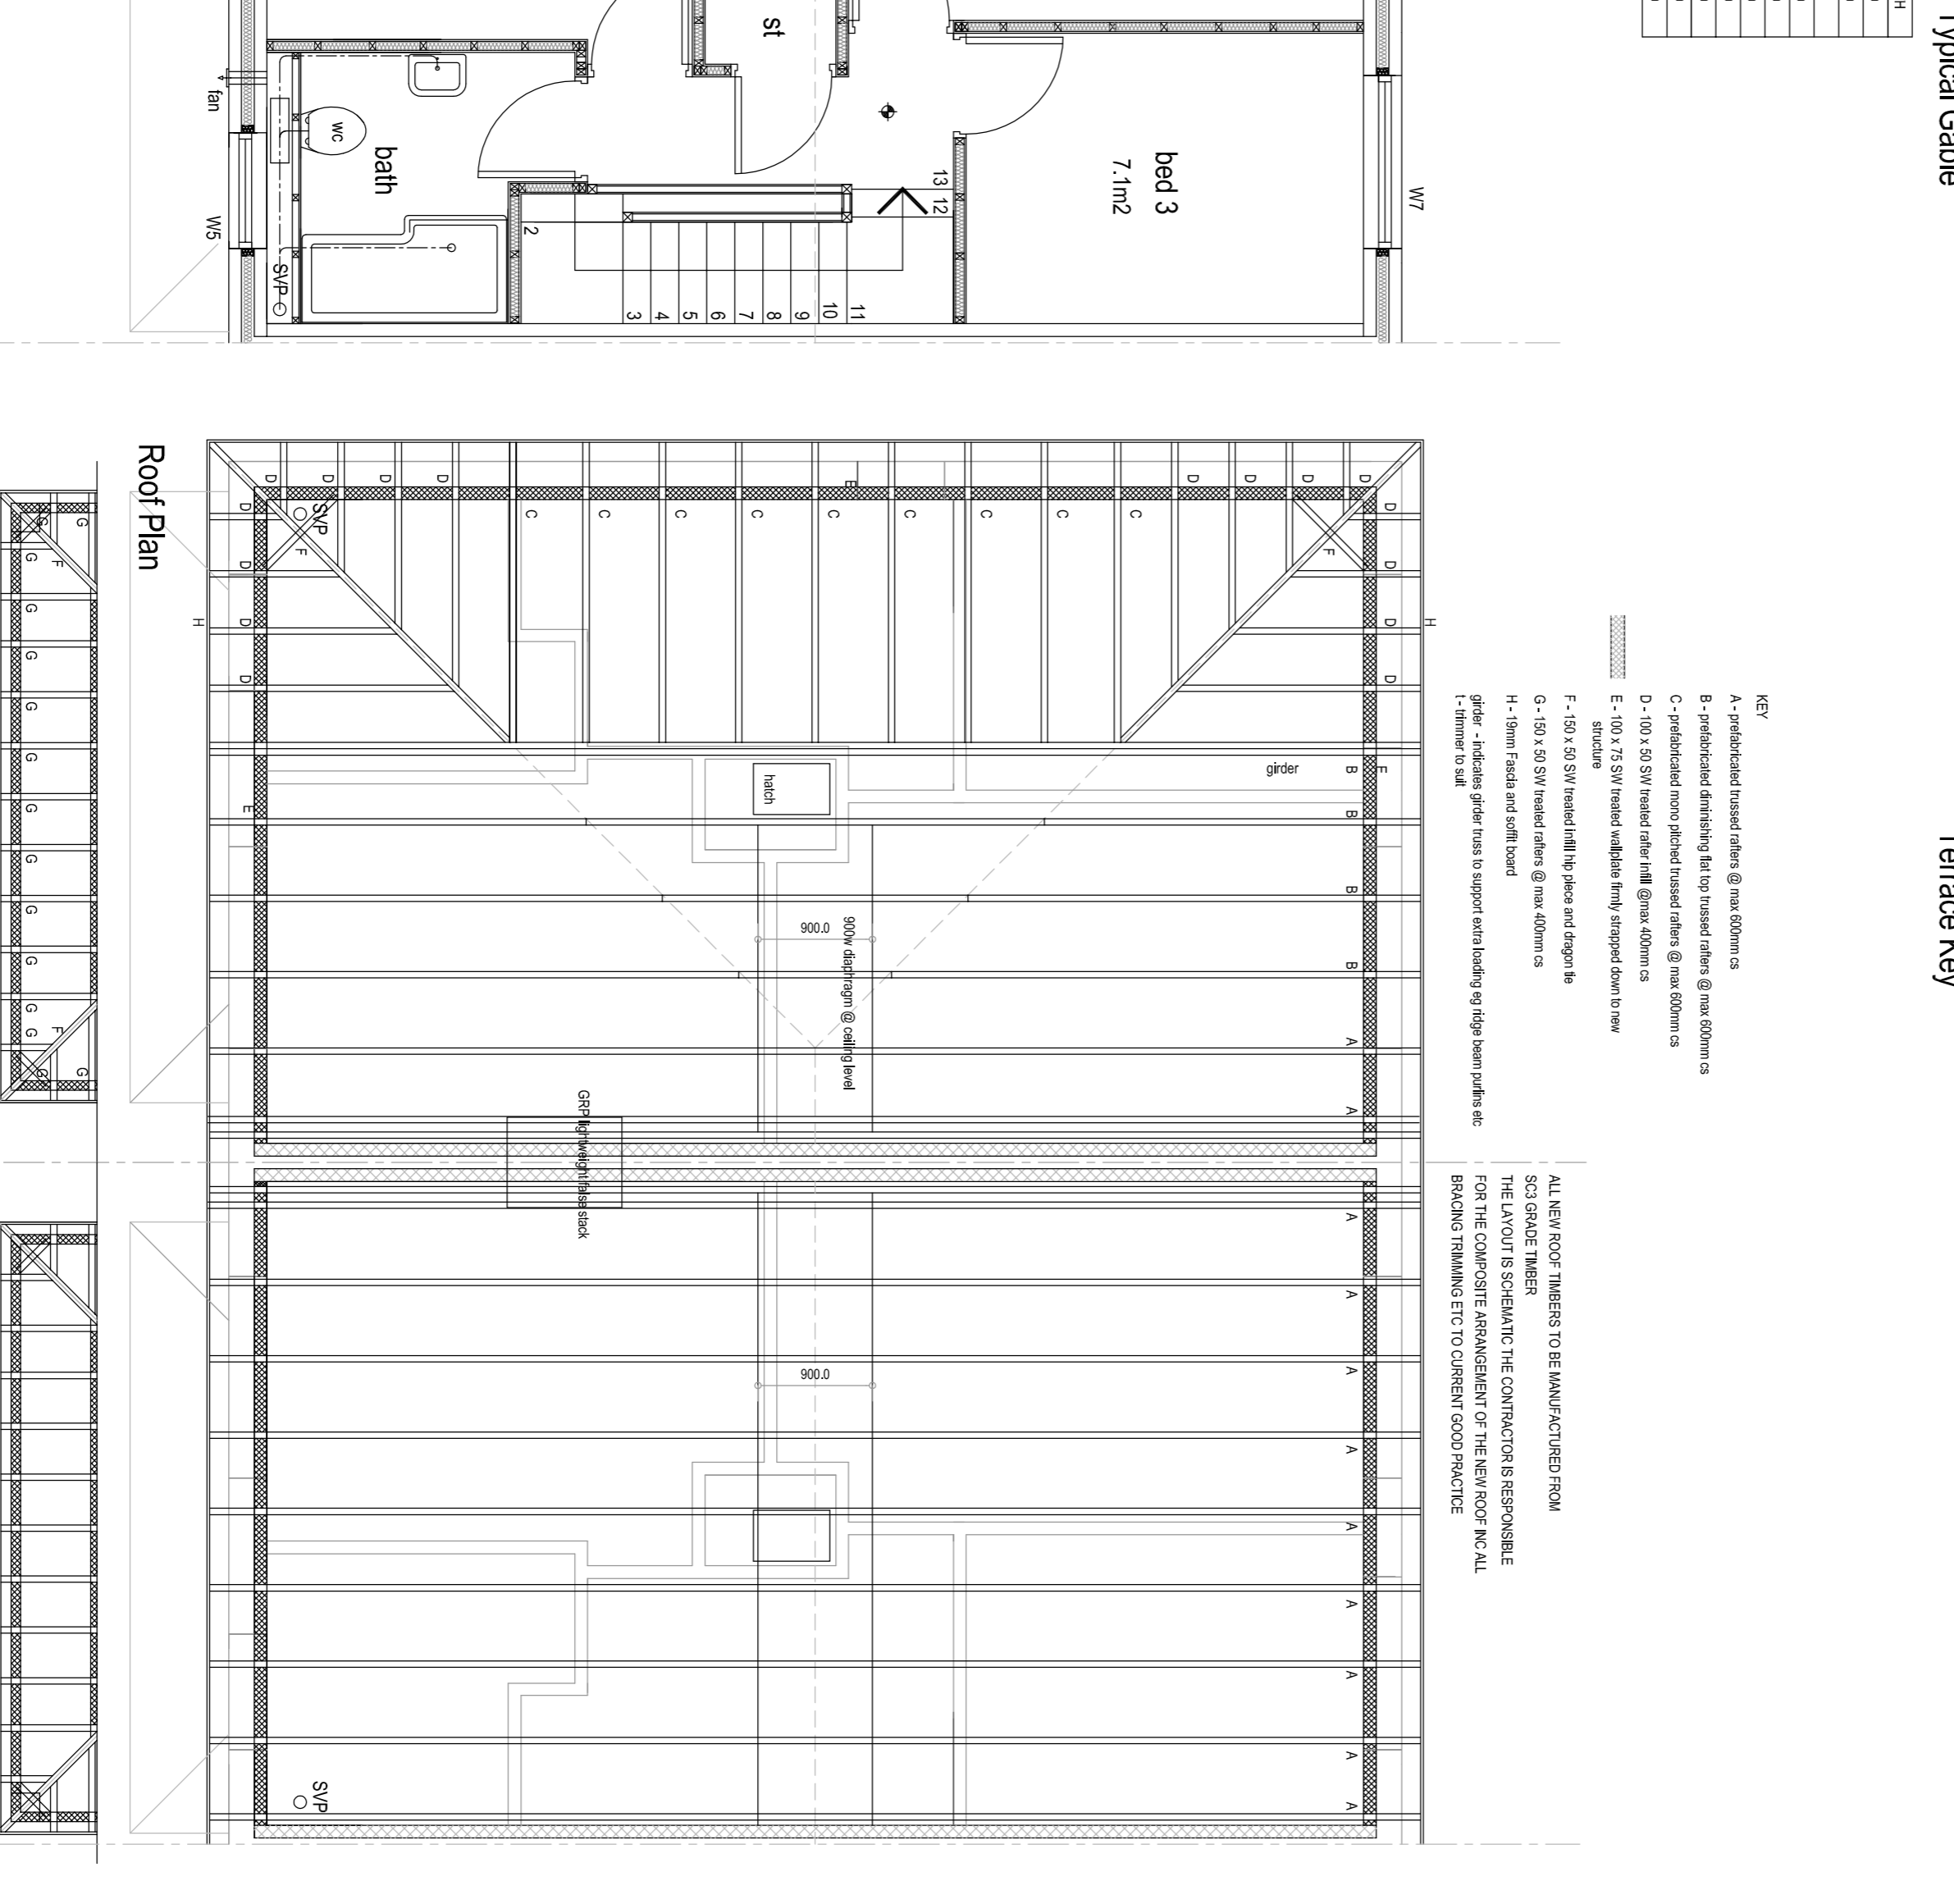 Typical Gable
Terrace Key
H
st
fan
wc
bath
W5
SVP
2
3
4
5
6
7
8
9
10
11
12
13
bed 3
7.1m2
W7
KEY
A - prefabricated trussed rafters @ max 600mm cs
B - prefabricated diminishing flat top trussed rafters @ max 600mm cs
C - prefabricated mono pitched trussed rafters @ max 600mm cs
D - 100 x 50 SW treated rafter infill @max 400mm cs
E - 100 x 75 SW treated wallplate firmly strapped down to new
structure
F - 150 x 50 SW treated infill hip piece and dragon tie
G - 150 x 50 SW treated rafters @ max 400mm cs
H - 19mm Fascia and soffit board
girder - indicates girder truss to support extra loading eg ridge beam purlins etc
t - trimmer to suit
ALL NEW ROOF TIMBERS TO BE MANUFACTURED FROM
SC3 GRADE TIMBER
THE LAYOUT IS SCHEMATIC THE CONTRACTOR IS RESPONSIBLE
FOR THE COMPOSITE ARRANGEMENT OF THE NEW ROOF INC ALL
BRACING TRIMMING ETC TO CURRENT GOOD PRACTICE
D
D
D
D
D
D
D
D
E
C
C
C
C
C
C
C
C
C
D
D
D
D
D
D
D
D
SVP
F
F
H
H
girder
B
F
B
B
B
E
hatch
900.0
900w diaphragm @ ceiling level
A
A
GRP lightweight false stack
A
A
A
A
A
A
A
A
A
900.0
SVP
Roof Plan
G
G
F
G
G
G
G
G
G
G
G
G
G
G
F
G
G